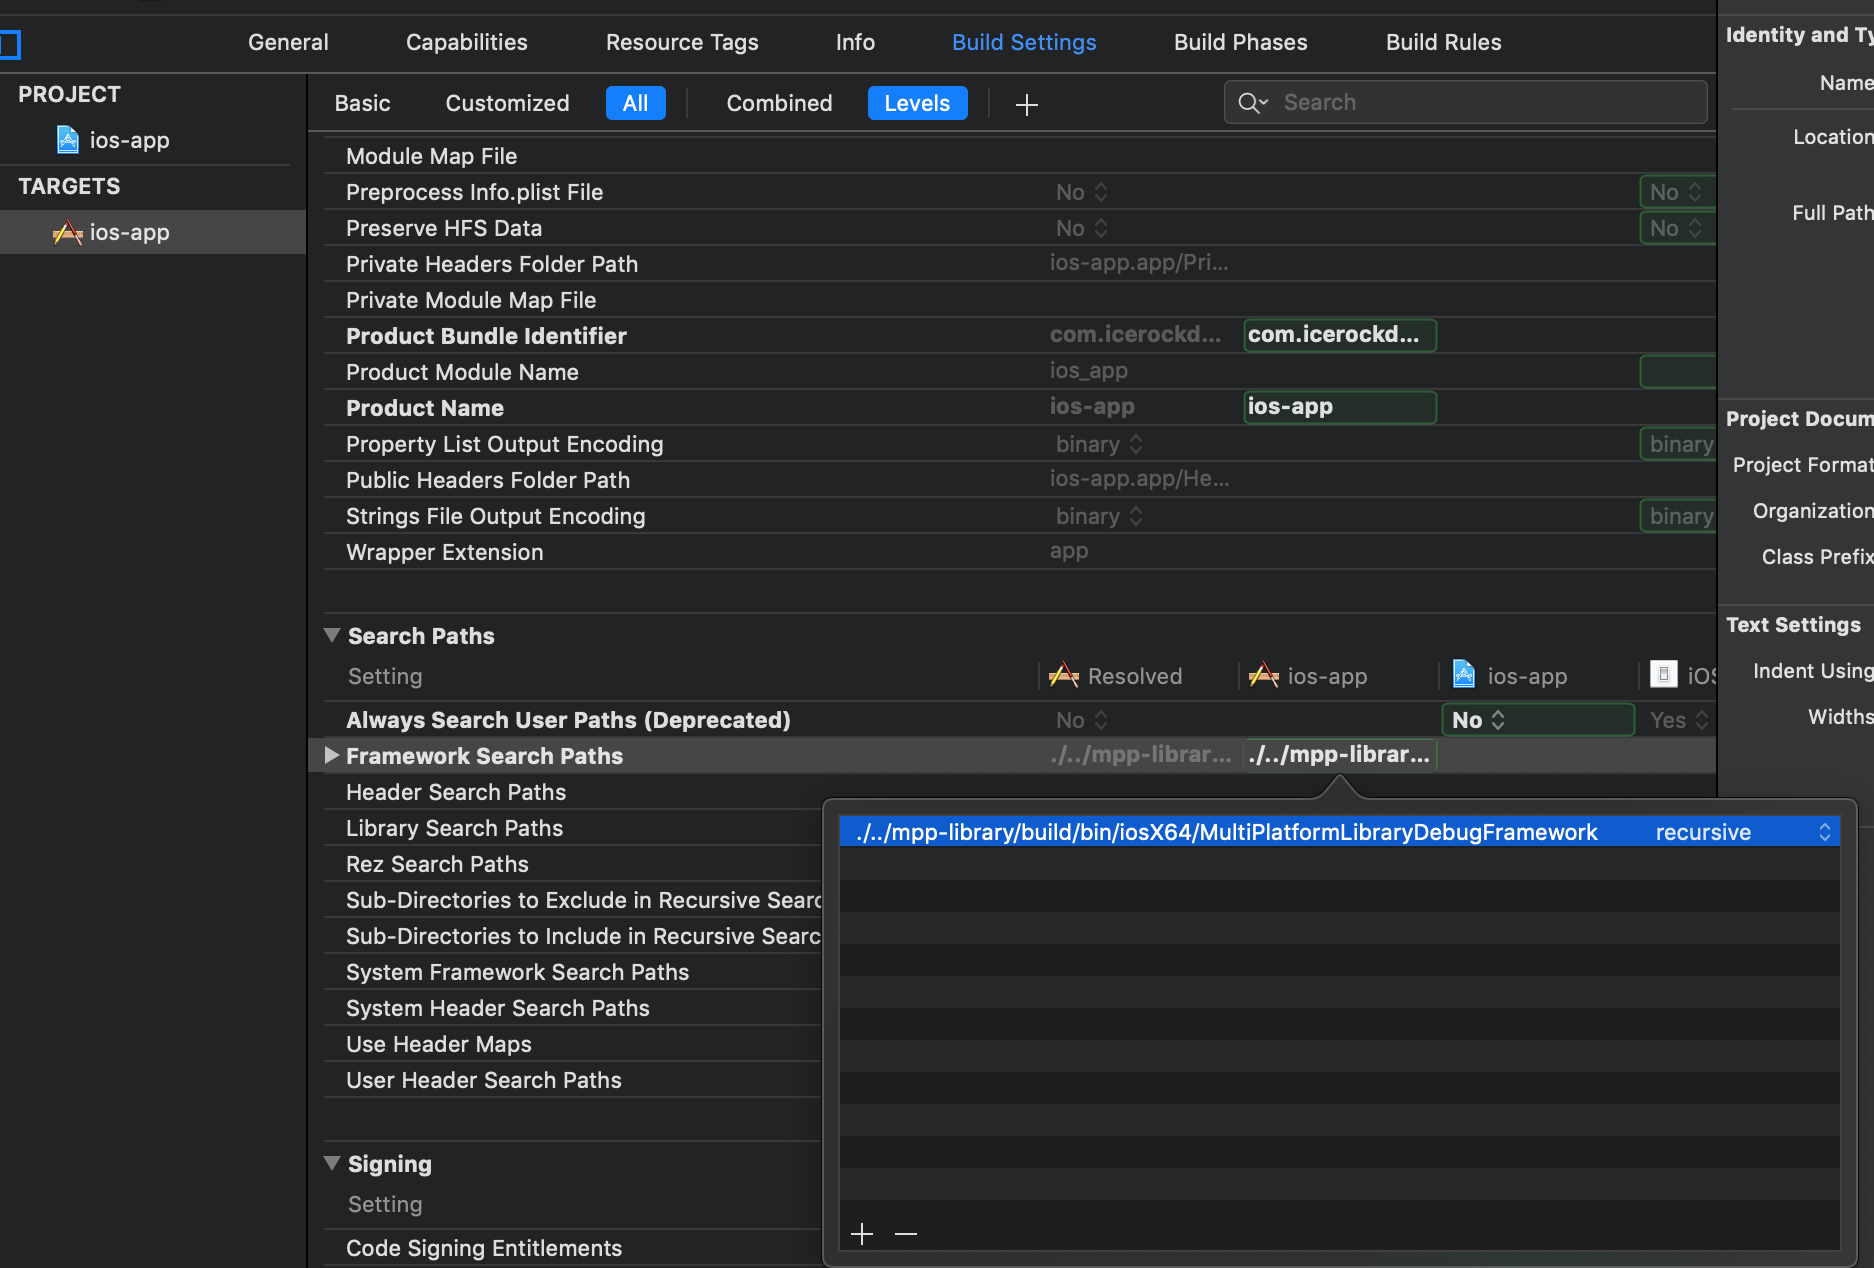 General Capabilities Resource Tags Info Build Settings Build Phases Build Rules
PROJECT
ios-app
TARGETS
ios-app
Basic Customized All Combined Levels + Search
Module Map File
Preprocess Info.plist File No No
Preserve HFS Data No No
Private Headers Folder Path ios-app.app/Pri...
Private Module Map File
Product Bundle Identifier com.icerockd... com.icerockd...
Product Module Name ios_app
Product Name ios-app ios-app
Property List Output Encoding binary binary
Public Headers Folder Path ios-app.app/He...
Strings File Output Encoding binary binary
Wrapper Extension app
Search Paths
Setting Resolved ios-app ios-app iOS
Always Search User Paths (Deprecated) No No Yes
Framework Search Paths ./../mpp-librar... ./../mpp-librar...
Header Search Paths
Library Search Paths
Rez Search Paths
Sub-Directories to Exclude in Recursive Searc
Sub-Directories to Include in Recursive Searc
System Framework Search Paths
System Header Search Paths
Use Header Maps
User Header Search Paths
Signing
Setting
Code Signing Entitlements
./../mpp-library/build/bin/iosX64/MultiPlatformLibraryDebugFramework recursive
+ −
Identity and Ty
Name
Location
Full Path
Project Docum
Project Format
Organization
Class Prefix
Text Settings
Indent Using
Widths